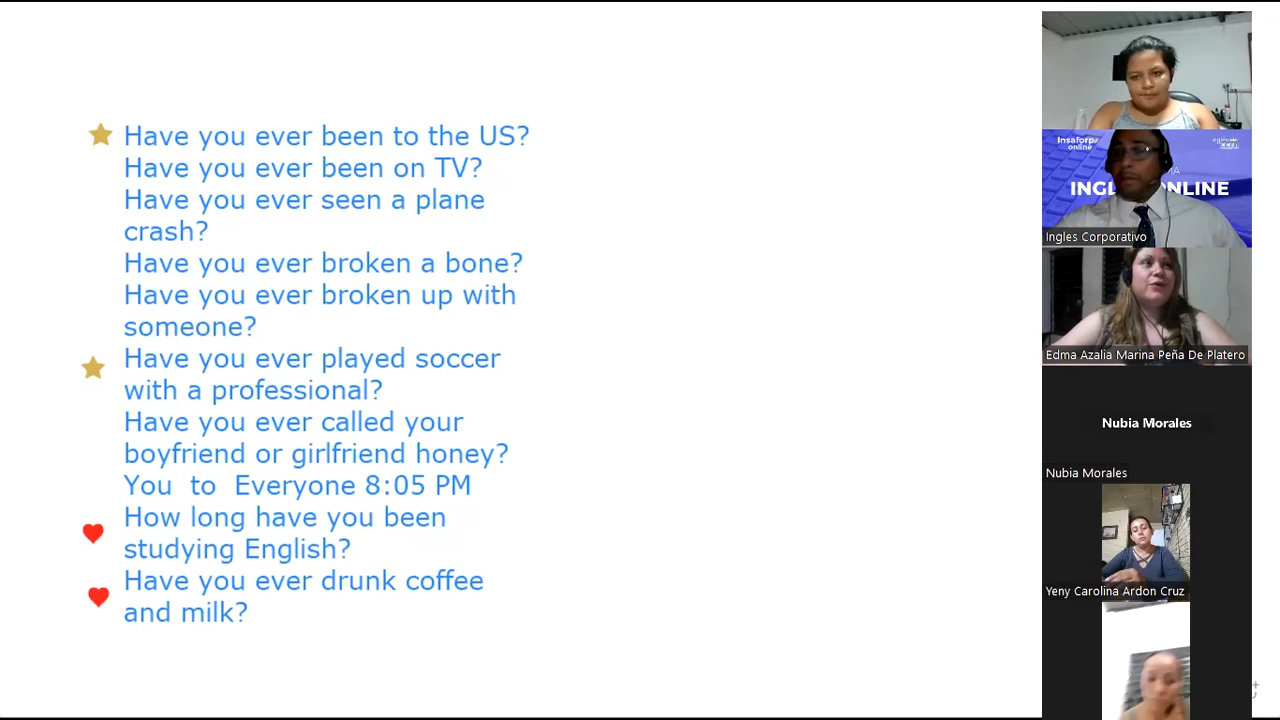 Have you ever been to the US?
Have you ever been on TV?
Have you ever seen a plane
crash?
Have you ever broken a bone?
Have you ever broken up with
someone?
Have you ever played soccer
with a professional?
Have you ever called your
boyfriend or girlfriend honey?
You to Everyone 8:05 PM
How long have you been
studying English?
Have you ever drunk coffee
and milk?
Insaforp
online
Ingles Corporativo
Edma Azalia Marina Peña De Platero
Nubia Morales
Nubia Morales
Yeny Carolina Ardon Cruz